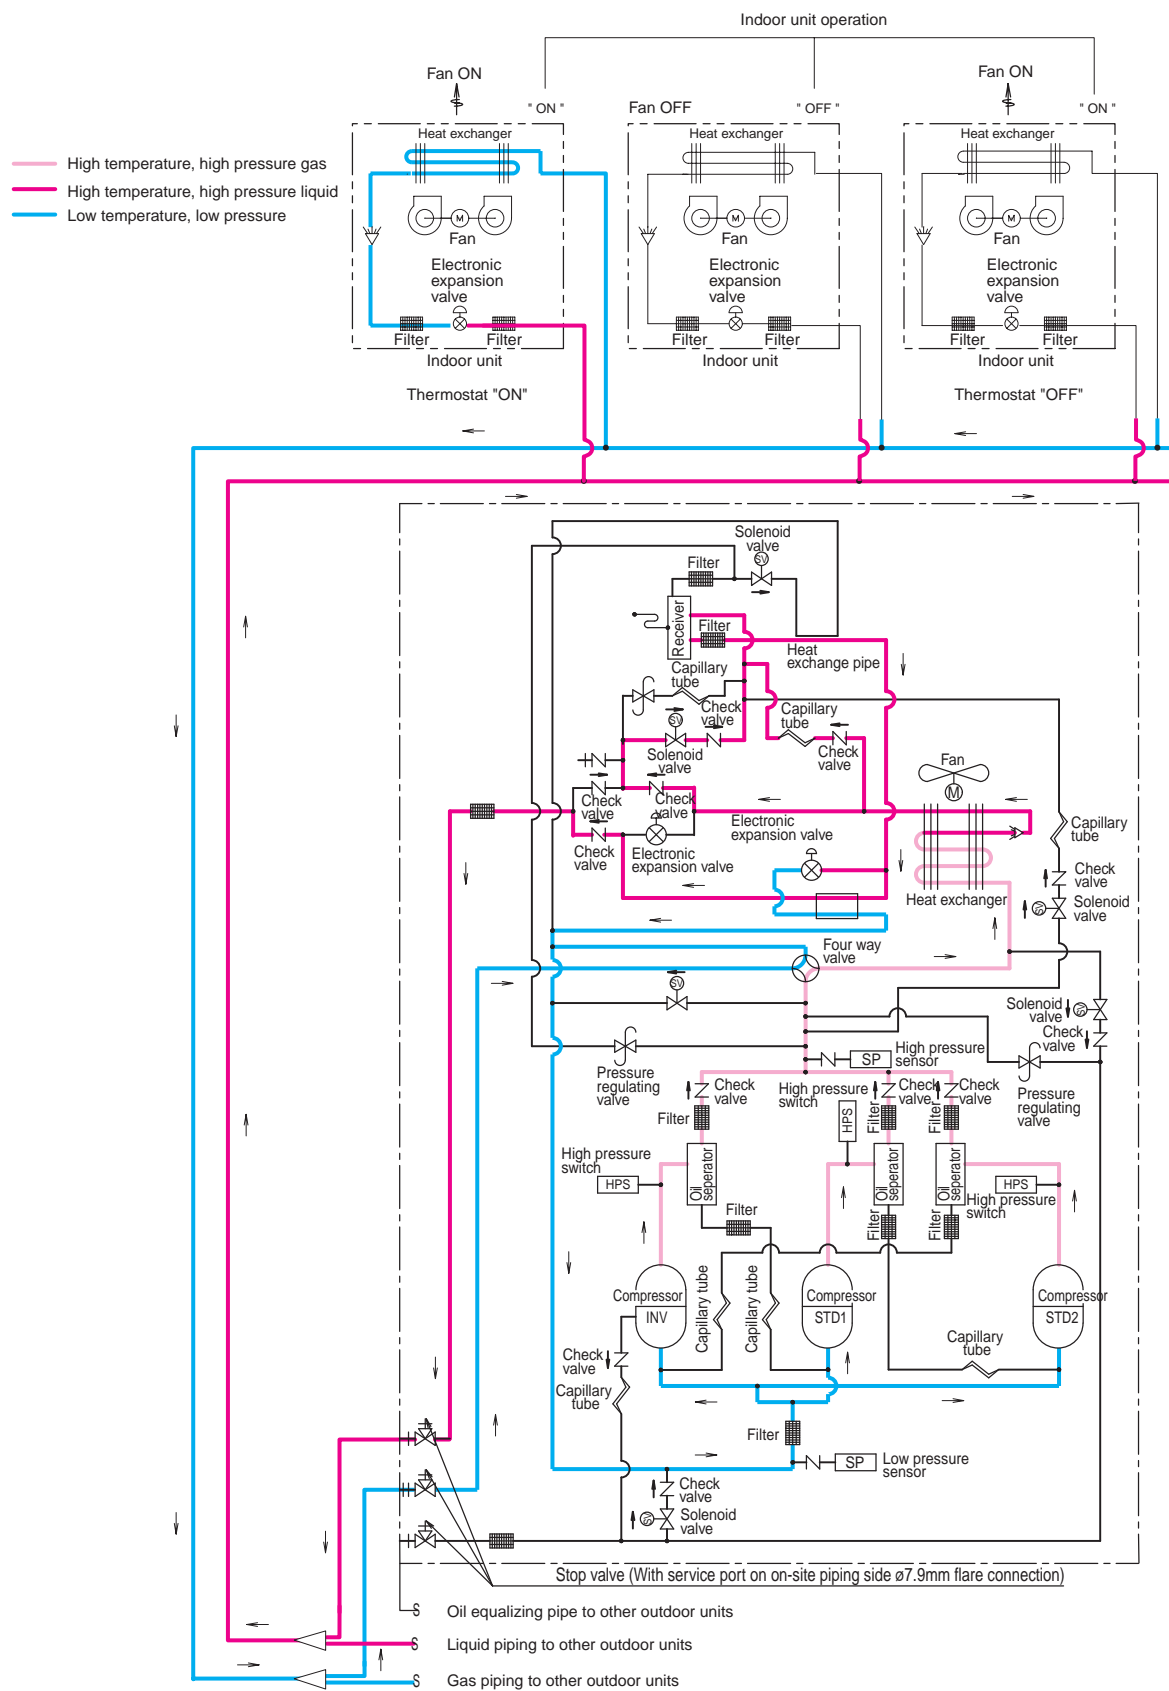 Indoor unit operation
Fan ON
Fan ON
" ON "
Fan OFF
" OFF "
" ON "
Heat exchanger
Heat exchanger
Heat exchanger
High temperature, high pressure gas
High temperature, high pressure liquid
Low temperature, low pressure
M
M
M
Fan
Fan
Fan
Electronic
expansion
valve
Electronic
expansion
valve
Electronic
expansion
valve
Filter
Filter
Filter
Filter
Filter
Filter
Indoor unit
Indoor unit
Indoor unit
Thermostat "ON"
Thermostat "OFF"
Solenoid
valve
SV
Filter
Receiver
Filter
Heat
exchange pipe
Capillary
tube
Check
valve
SV
Capillary
tube
Solenoid
valve
Check
valve
Fan
M
Check
valve
Check
valve
Electronic
expansion valve
Capillary
tube
Check
valve
Electronic
expansion valve
Check
valve
Heat exchanger
Solenoid
valve
SV
Four way
valve
SV
Solenoid
valve
SV
Check
valve
High pressure
sensor
SP
Pressure
regulating valve
Check
valve
High pressure
switch
Check
valve
Check
valve
Pressure
regulating valve
Filter
HPS
Filter
Filter
High pressure
switch
HPS
Oil
seperator
Oil
seperator
Oil
seperator
HPS
High pressure
switch
Filter
Filter
Filter
Compressor
INV
Capillary tube
Capillary tube
Compressor
STD1
Compressor
STD2
Capillary
tube
Check
valve
Capillary
tube
Filter
SP
Low pressure
sensor
Check
valve
SV
Solenoid
valve
Stop valve (With service port on on-site piping side ø7.9mm flare connection)
S
Oil equalizing pipe to other outdoor units
S
Liquid piping to other outdoor units
S
Gas piping to other outdoor units